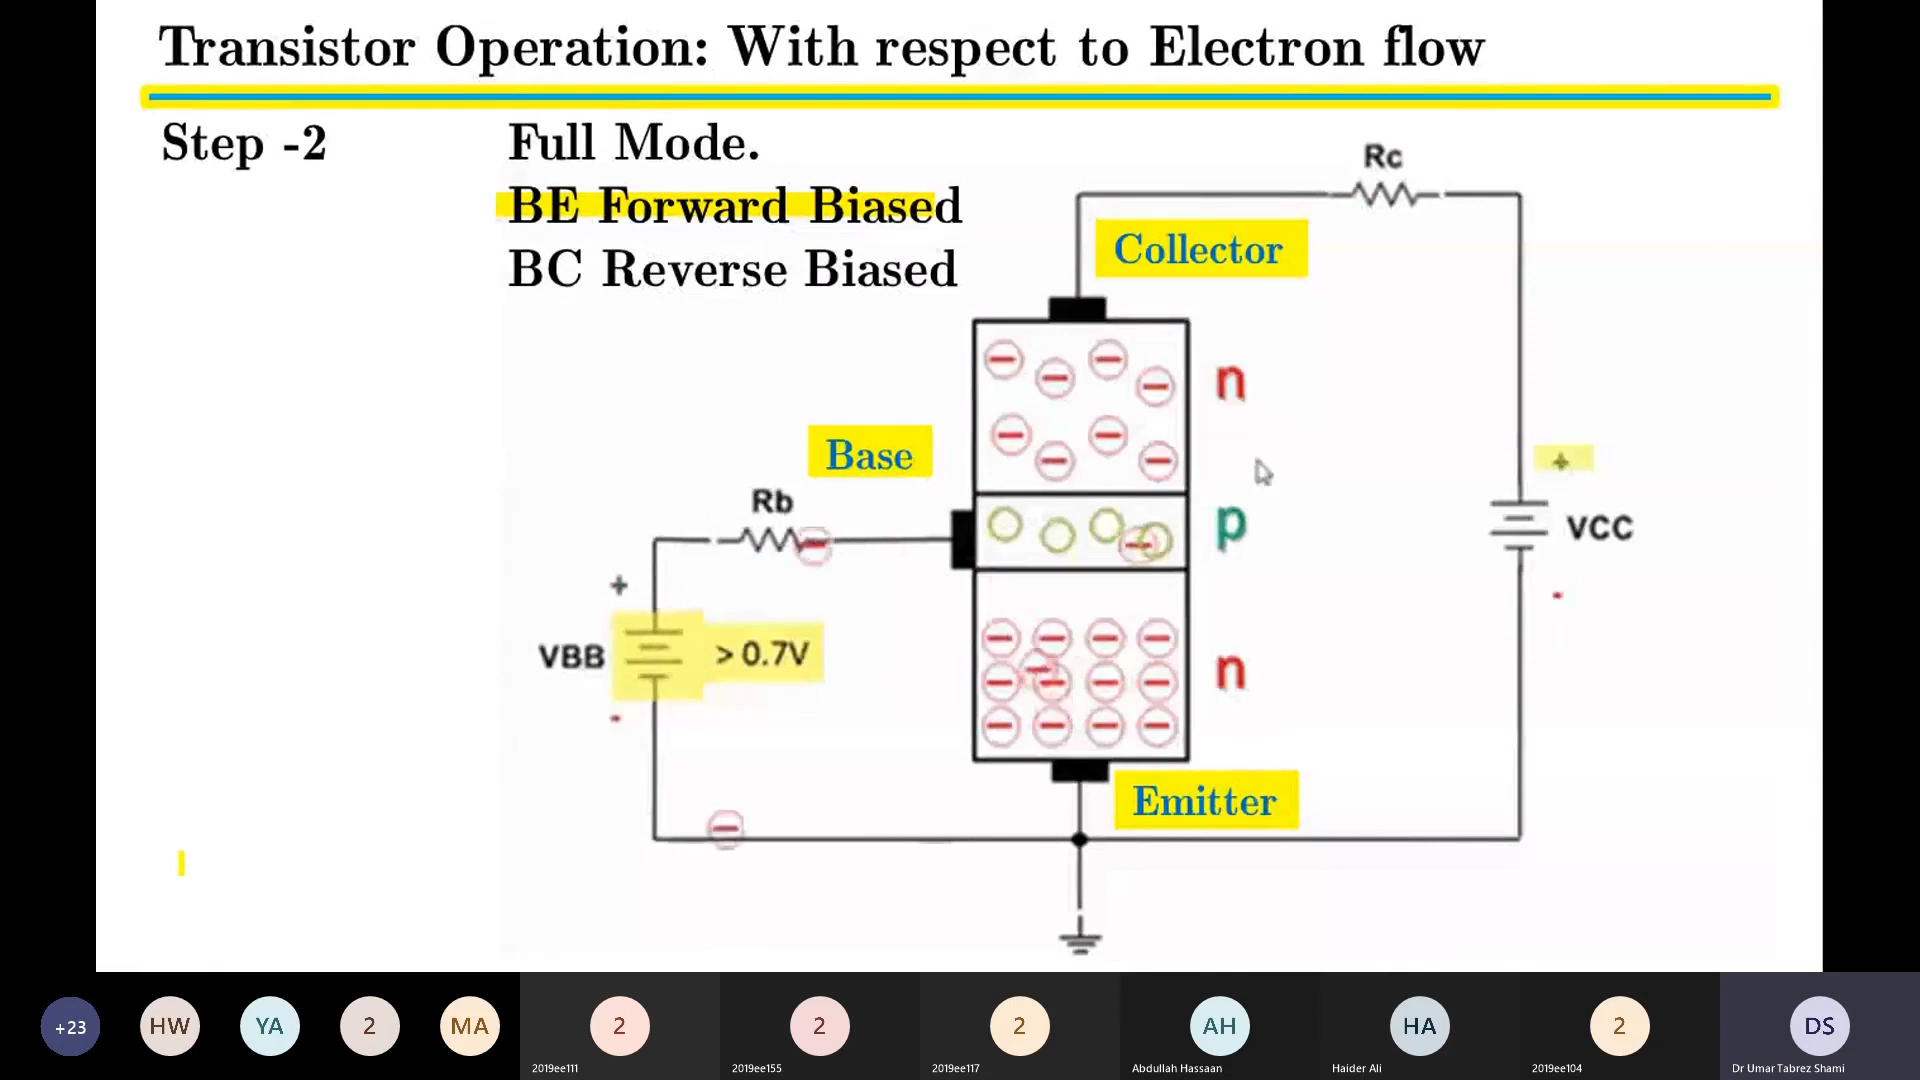 Transistor Operation: With respect to Electron flow
Step -2
Full Mode.
BE Forward Biased
BC Reverse Biased
Rc
Collector
n
Base
Rb
p
+
VCC
-
+
VBB
> 0.7V
-
n
Emitter
+23
HW
YA
2
MA
2
2019ee111
2
2019ee155
2
2019ee117
AH
Abdullah Hassaan
HA
Haider Ali
2
2019ee104
DS
Dr Umar Tabrez Shami